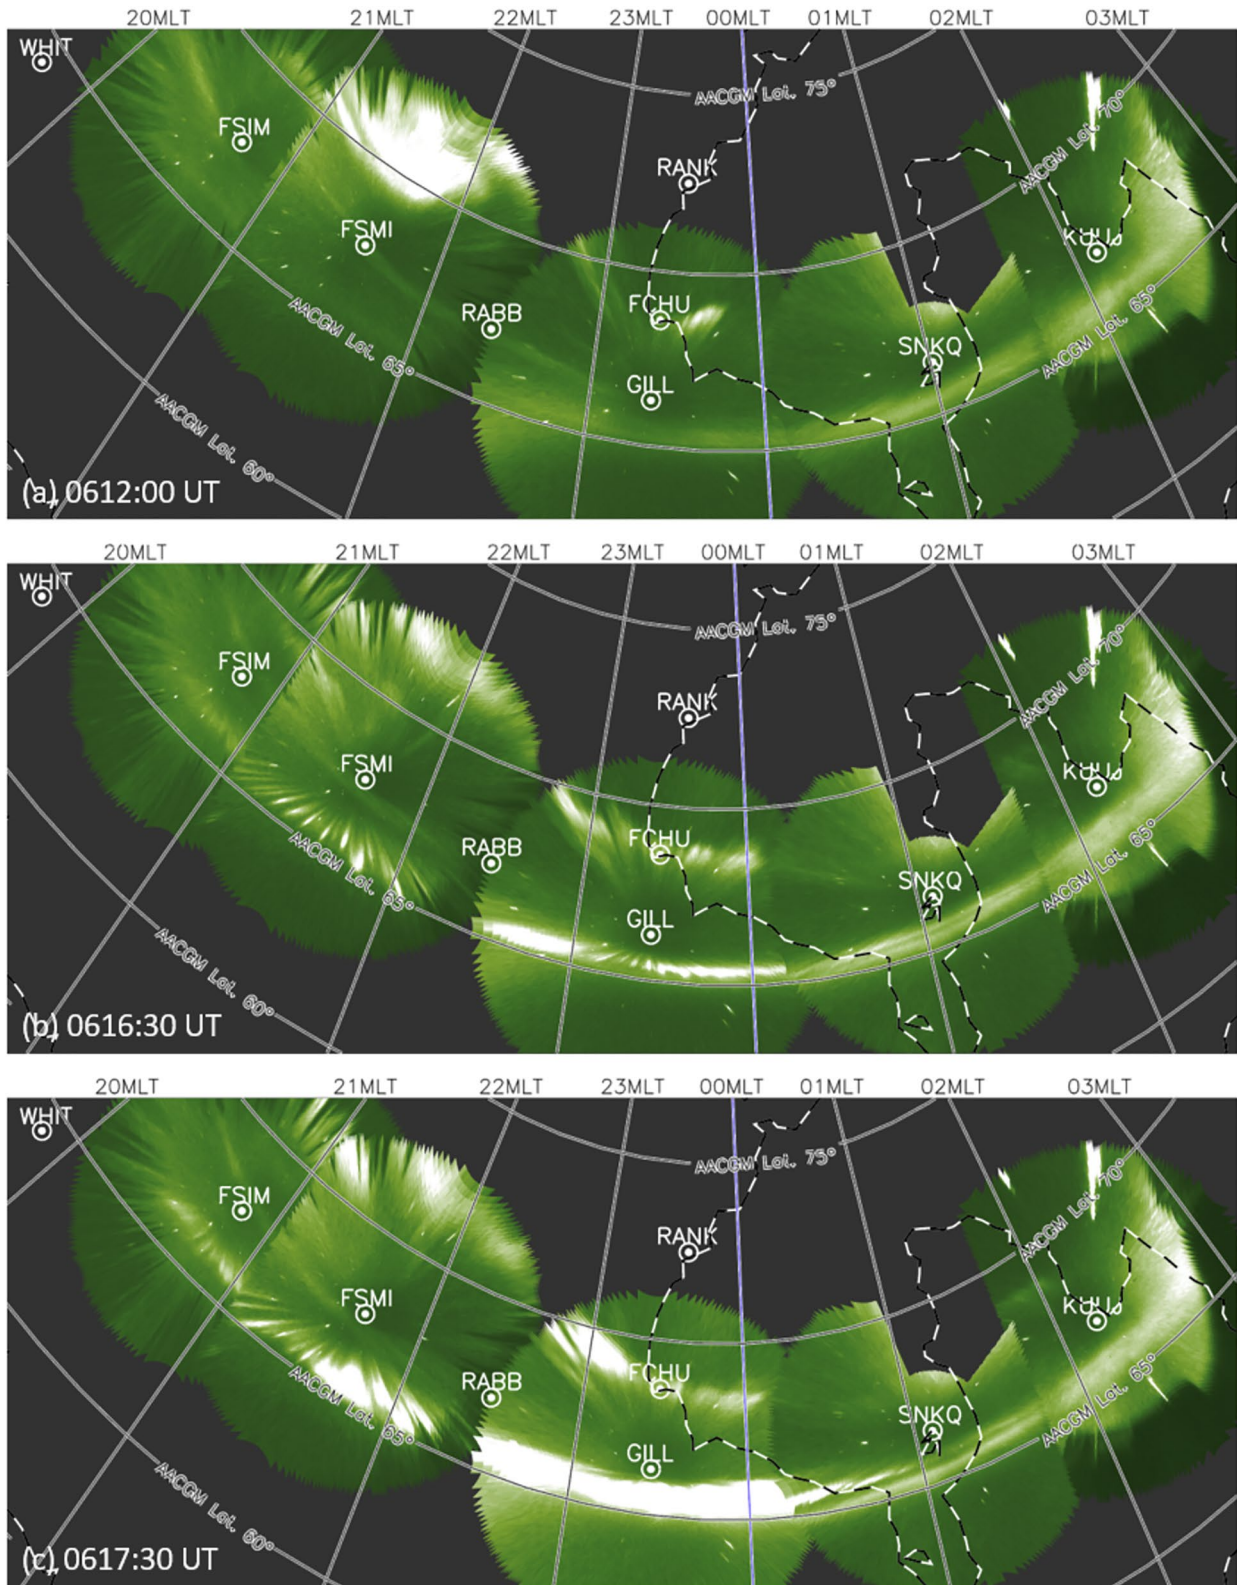 20MLT 21MLT 22MLT 23MLT 00MLT 01MLT 02MLT 03MLT
WHIT
AACGM Lat. 75°
AACGM Lat. 70°
FSIM
RANK
FSMI
KUUJ
AACGM Lat. 65°
RABB
FCHU
AACGM Lat. 65°
SNKQ
GILL
AACGM Lat. 60°
(a) 0612:00 UT
20MLT 21MLT 22MLT 23MLT 00MLT 01MLT 02MLT 03MLT
WHIT
AACGM Lat. 75°
AACGM Lat. 70°
FSIM
RANK
FSMI
KUUJ
AACGM Lat. 65°
RABB
FCHU
AACGM Lat. 65°
SNKQ
GILL
AACGM Lat. 60°
(b) 0616:30 UT
20MLT 21MLT 22MLT 23MLT 00MLT 01MLT 02MLT 03MLT
WHIT
AACGM Lat. 75°
AACGM Lat. 70°
FSIM
RANK
FSMI
KUUJ
AACGM Lat. 65°
RABB
FCHU
AACGM Lat. 65°
SNKQ
GILL
AACGM Lat. 60°
(c) 0617:30 UT